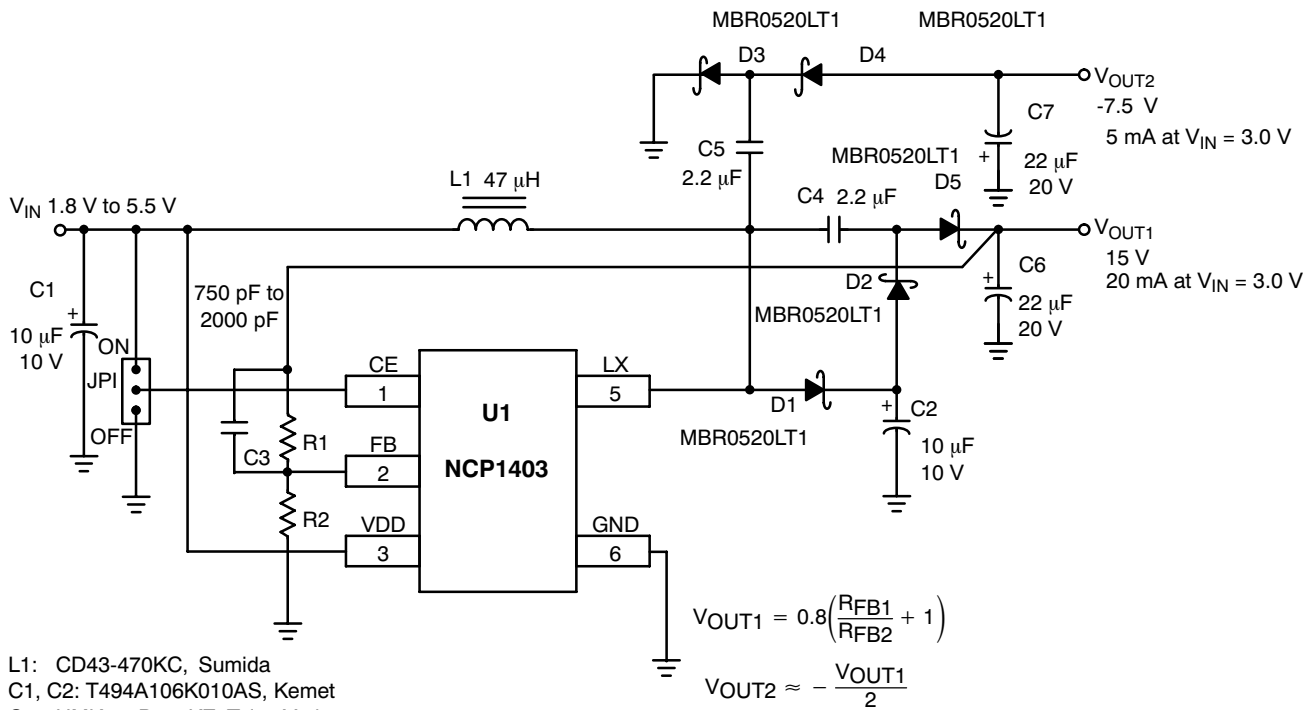 MBR0520LT1
MBR0520LT1
D3
D4
VOUT2
-7.5 V
5 mA at VIN = 3.0 V
C7
22 μF
20 V
+
C5
2.2 μF
MBR0520LT1
D5
L1 47 μH
C4 2.2 μF
VIN 1.8 V to 5.5 V
VOUT1
15 V
20 mA at VIN = 3.0 V
C6
22 μF
20 V
+
D2
MBR0520LT1
C1
+
10 μF
10 V
750 pF to
2000 pF
ON
JPI
OFF
CE
1
LX
5
U1
NCP1403
D1
MBR0520LT1
+
C2
10 μF
10 V
R1
C3
FB
2
R2
VDD
3
GND
6
VOUT1 = 0.8(RFB1/RFB2 + 1)
VOUT2 ≈ - VOUT1/2
L1: CD43-470KC, Sumida
C1, C2: T494A106K010AS, Kemet